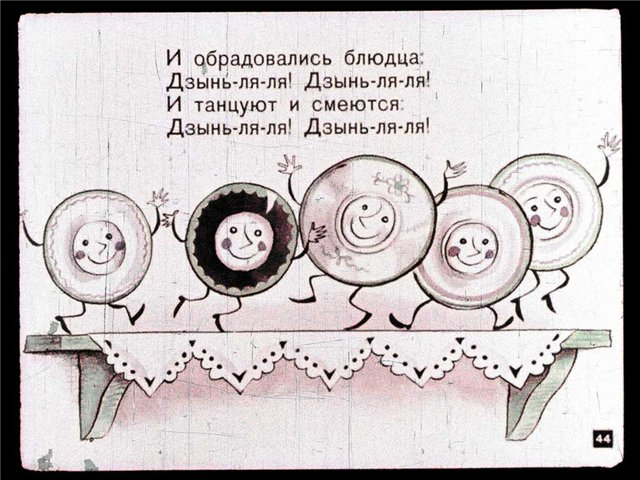 И обрадовались блюдца:
Дзынь-ля-ля! Дзынь-ля-ля!
И танцуют и смеются:
Дзынь-ля-ля! Дзынь-ля-ля!
44